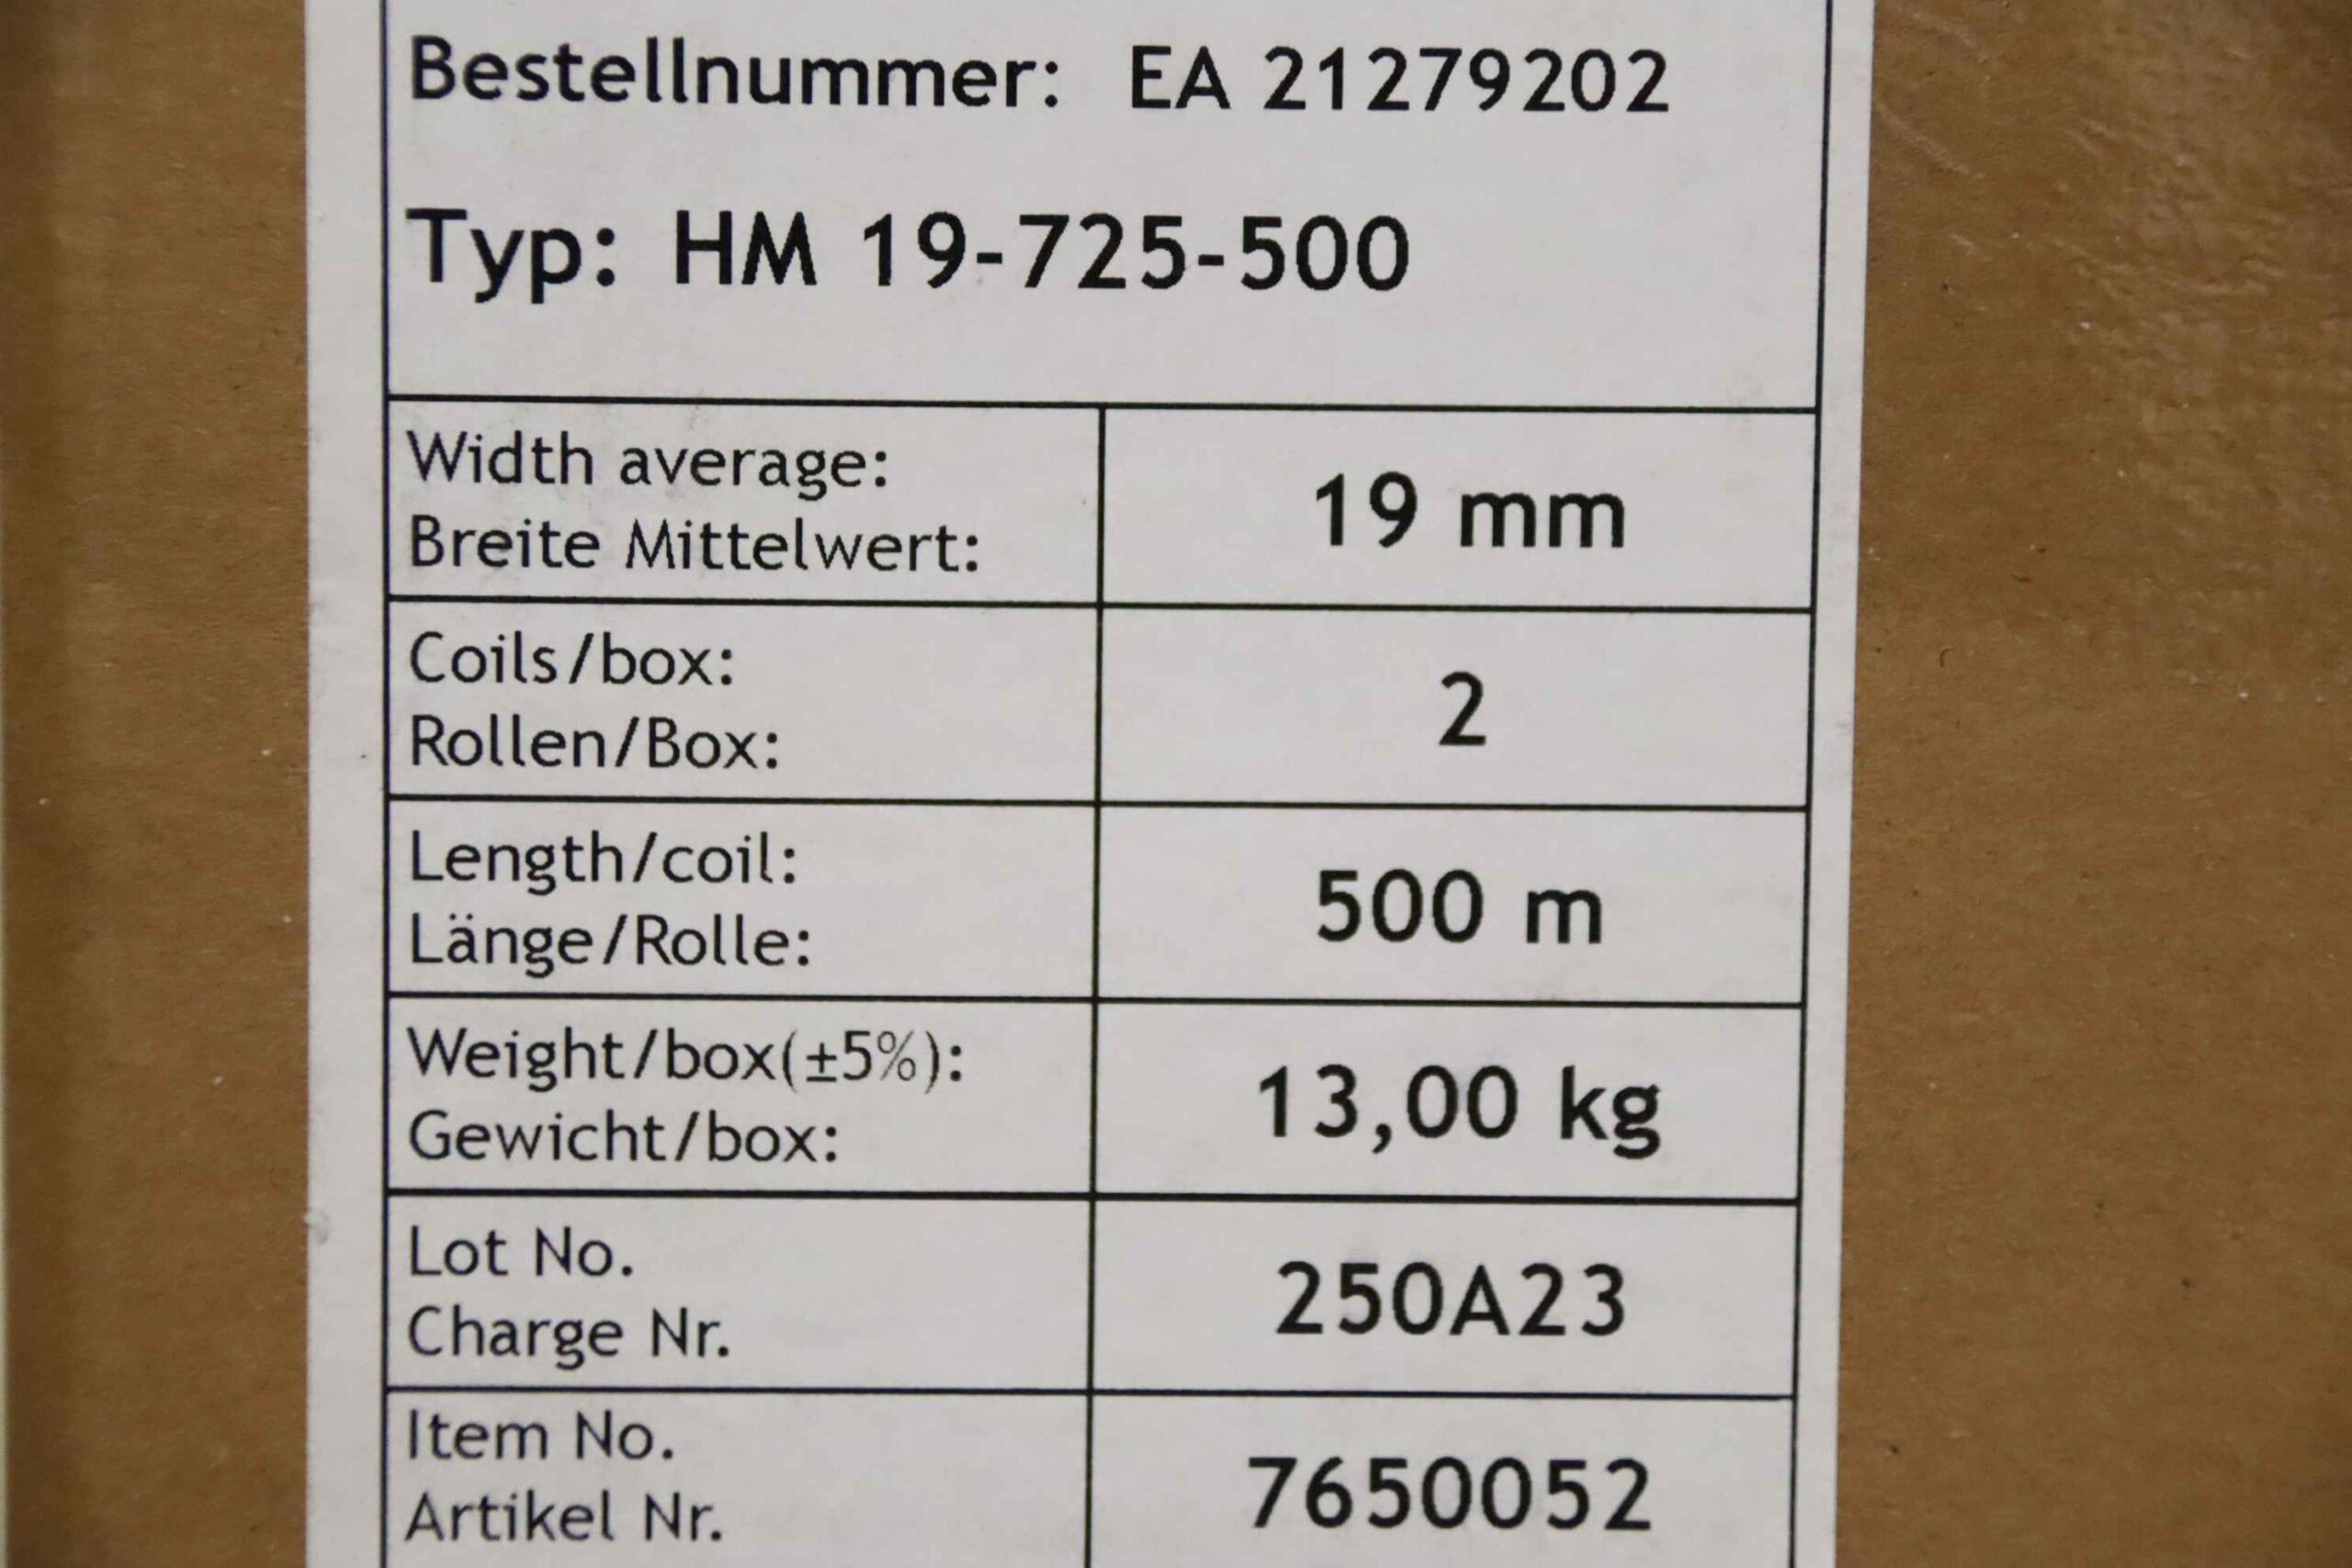 Bestellnummer: EA 21279202
Typ: HM 19-725-500
Width average:
Breite Mittelwert:
19 mm
Coils/box:
Rollen/Box:
2
Length/coil:
Länge/Rolle:
500 m
Weight/box(±5%):
Gewicht/box:
13,00 kg
Lot No.
Charge Nr.
250A23
Item No.
Artikel Nr.
7650052